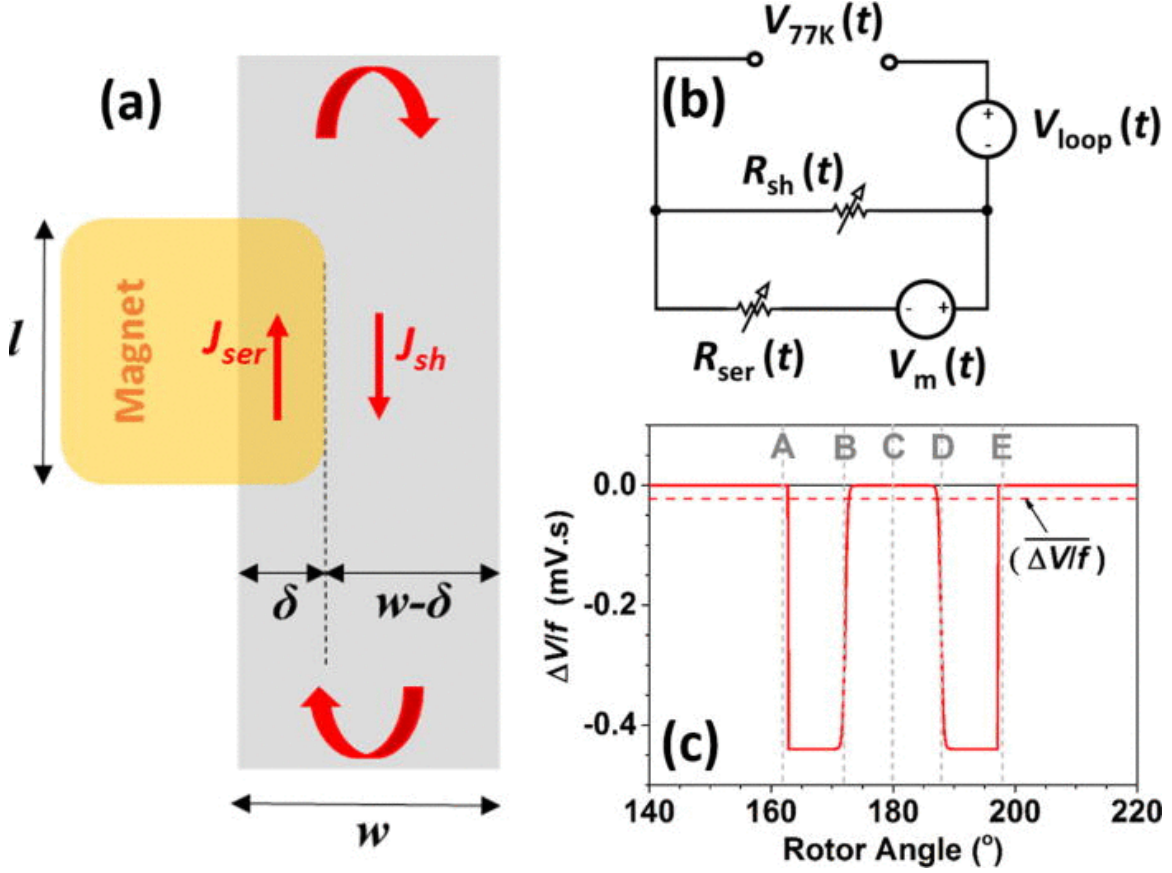 (a)
Magnet
l
J_ser
J_sh
δ
w-δ
w
(b)
V_77K (t)
V_loop (t)
+
-
R_sh (t)
R_ser (t)
-
+
V_m (t)
(c)
A B C D E
0.0
-0.2
-0.4
ΔV/f (mV.s)
(\overline{ΔV/f})
140 160 180 200 220
Rotor Angle (°)